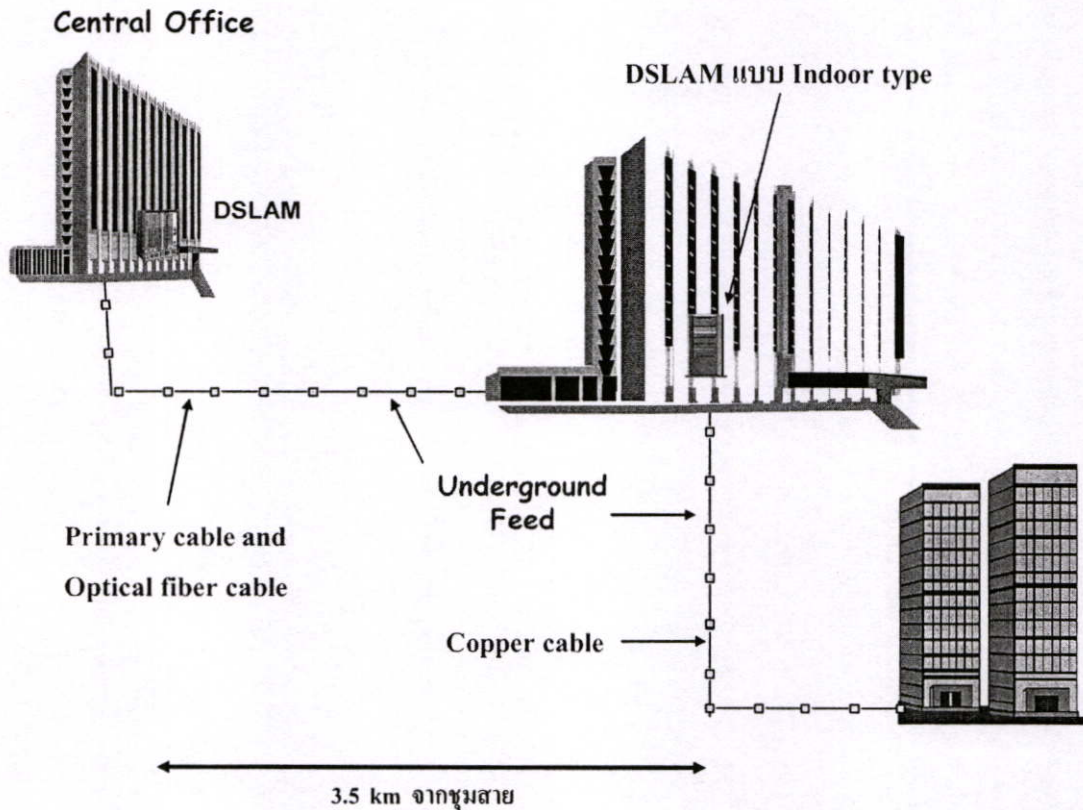 Central Office
DSLAM แบบ Indoor type
DSLAM
Underground
Feed
Primary cable and
Optical fiber cable
Copper cable
3.5 km จากชุมสาย